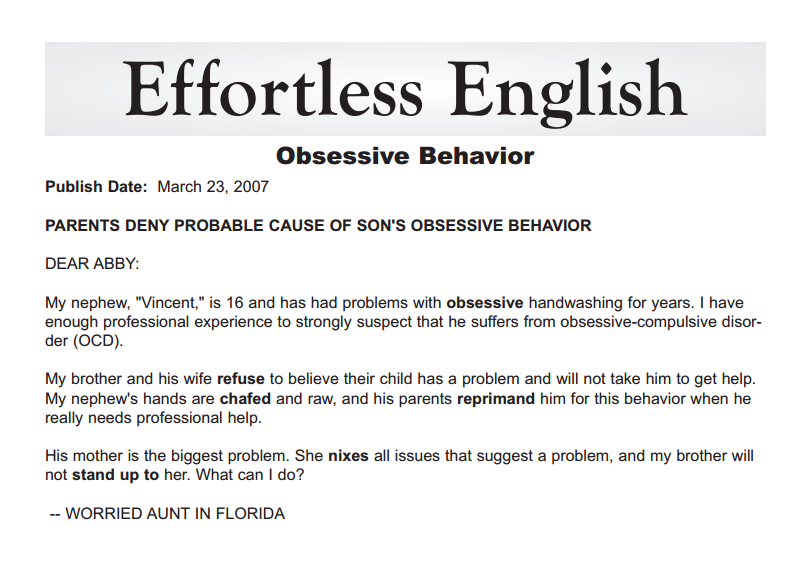 Effortless English
Obsessive Behavior
Publish Date:  March 23, 2007
PARENTS DENY PROBABLE CAUSE OF SON'S OBSESSIVE BEHAVIOR
DEAR ABBY:
My nephew, "Vincent," is 16 and has had problems with obsessive handwashing for years. I have
enough professional experience to strongly suspect that he suffers from obsessive-compulsive disor-
der (OCD).
My brother and his wife refuse to believe their child has a problem and will not take him to get help.
My nephew's hands are chafed and raw, and his parents reprimand him for this behavior when he
really needs professional help.
His mother is the biggest problem. She nixes all issues that suggest a problem, and my brother will
not stand up to her. What can I do?
-- WORRIED AUNT IN FLORIDA